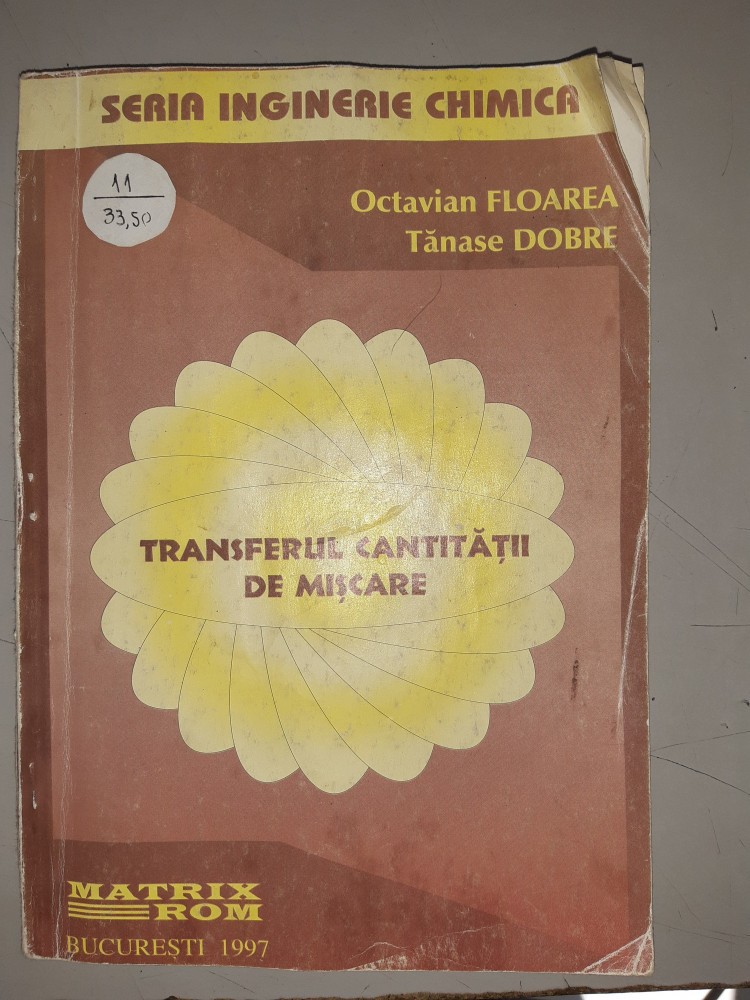 SERIA INGINERIE CHIMICA
11
33,50
Octavian FLOAREA
Tănase DOBRE
TRANSFERUL CANTITĂȚII
DE MIȘCARE
MATRIX
ROM
BUCUREȘTI 1997